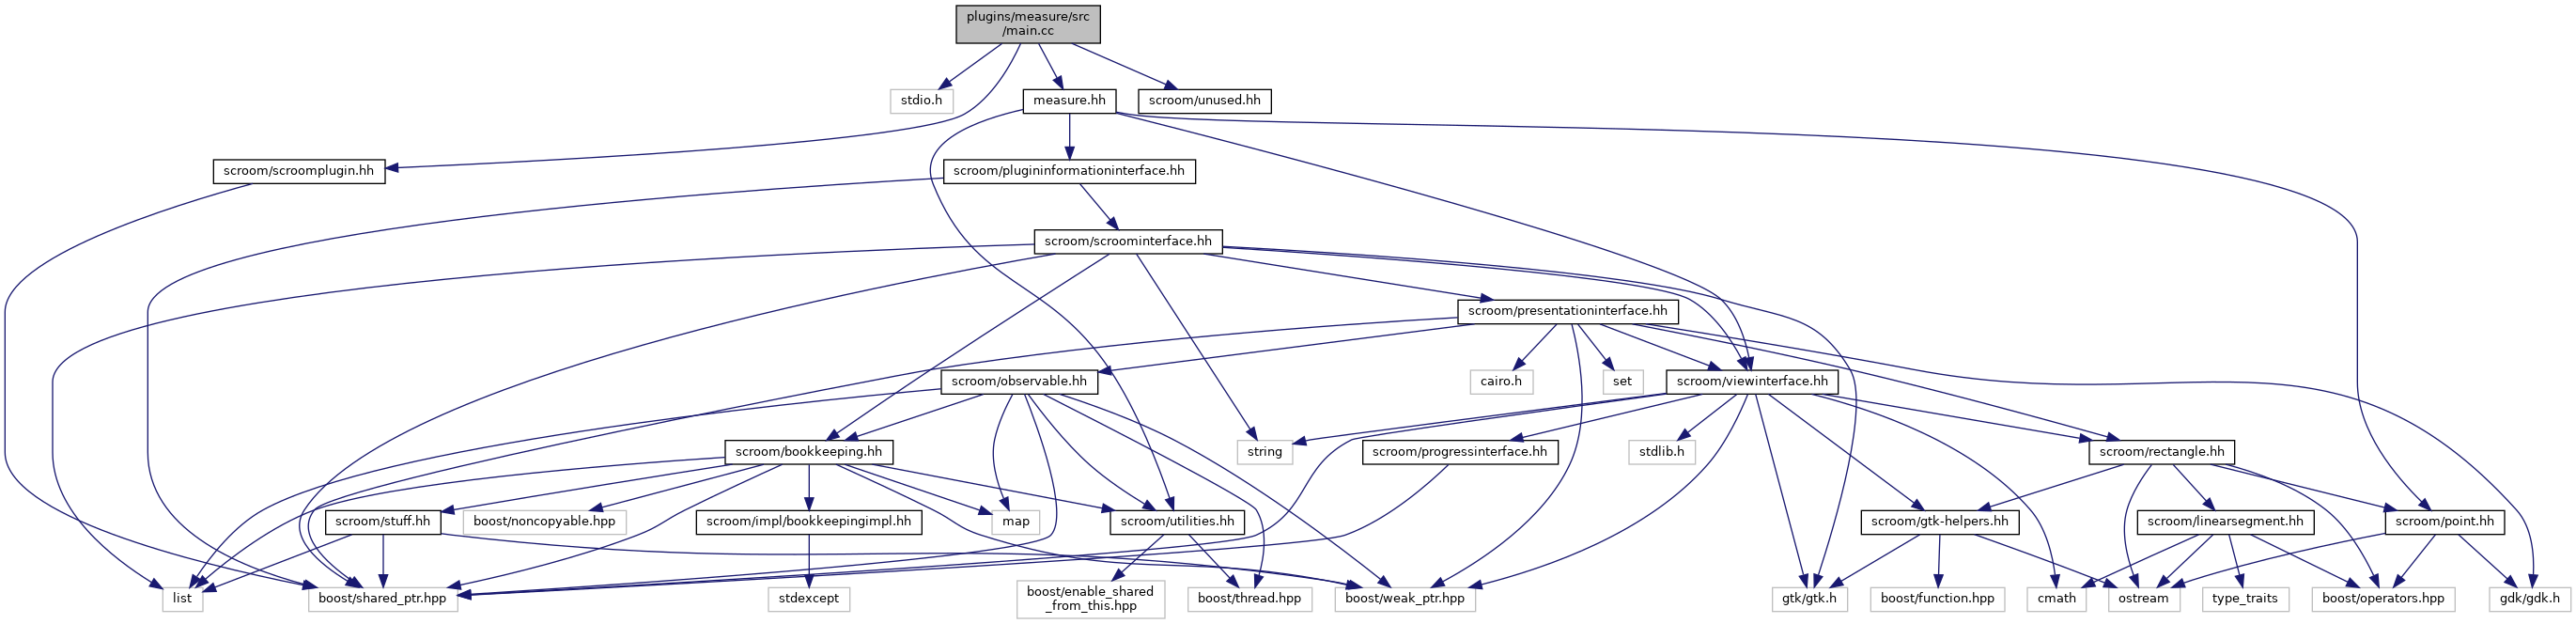 plugins/measure/src
/main.cc
stdio.h
measure.hh
scroom/unused.hh
scroom/scroomplugin.hh
scroom/plugininformationinterface.hh
scroom/scroominterface.hh
scroom/presentationinterface.hh
scroom/observable.hh
cairo.h
set
scroom/viewinterface.hh
scroom/bookkeeping.hh
string
scroom/progressinterface.hh
stdlib.h
scroom/rectangle.hh
scroom/stuff.hh
boost/noncopyable.hpp
scroom/impl/bookkeepingimpl.hh
map
scroom/utilities.hh
scroom/gtk-helpers.hh
scroom/linearsegment.hh
scroom/point.hh
list
boost/shared_ptr.hpp
stdexcept
boost/enable_shared
_from_this.hpp
boost/thread.hpp
boost/weak_ptr.hpp
gtk/gtk.h
boost/function.hpp
cmath
ostream
type_traits
boost/operators.hpp
gdk/gdk.h